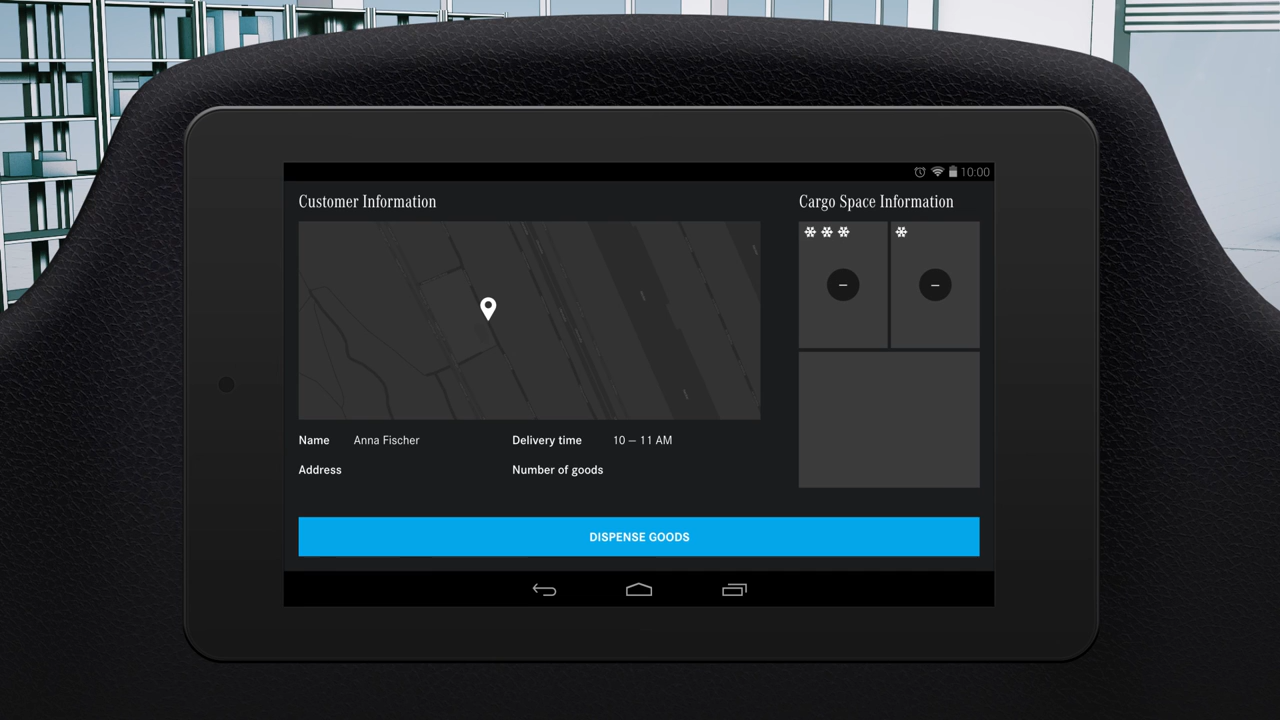 10:00
Customer Information
Cargo Space Information
Name Anna Fischer Delivery time 10 – 11 AM
Address Number of goods
DISPENSE GOODS